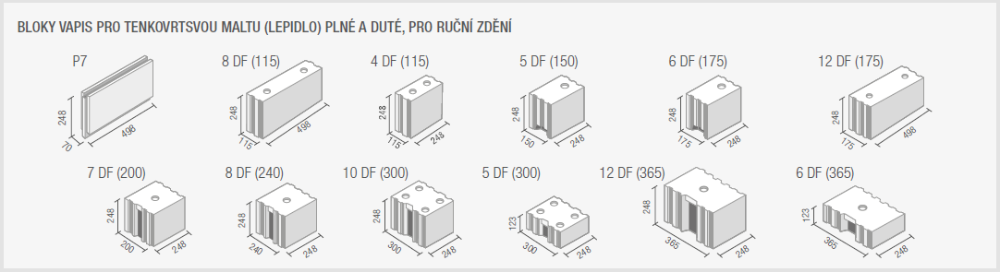 BLOKY VAPIS PRO TENKOVRTSVOU MALTU (LEPIDLO) PLNÉ A DUTÉ, PRO RUČNÍ ZDĚNÍ
P7 8 DF (115) 4 DF (115) 5 DF (150) 6 DF (175) 12 DF (175)
248 248 248 248 248 248
70 498 115 498 115 248 150 248 175 248 175 498
7 DF (200) 8 DF (240) 10 DF (300) 5 DF (300) 12 DF (365) 6 DF (365)
248 248 248 123 248 123
200 248 240 248 300 248 300 248 365 248 365 248